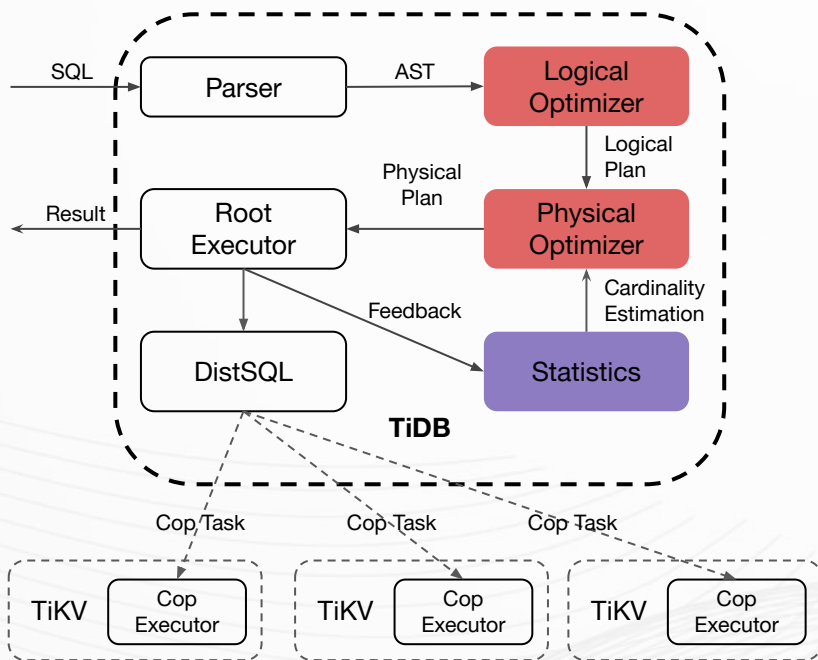 SQL
Parser
AST
Logical
Optimizer
Logical
Plan
Physical
Plan
Result
Root
Executor
Physical
Optimizer
Feedback
Cardinality
Estimation
DistSQL
Statistics
TiDB
Cop Task
Cop Task
Cop Task
TiKV
Cop
Executor
TiKV
Cop
Executor
TiKV
Cop
Executor